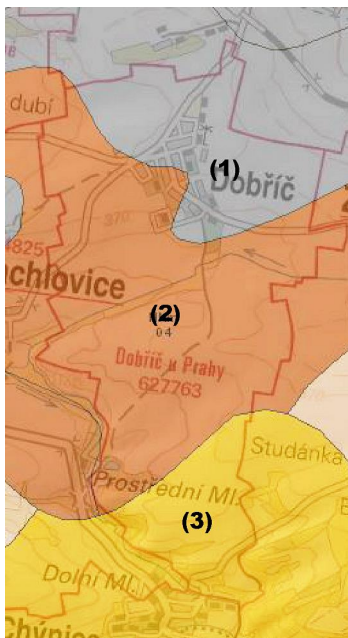 dubí
(1)
Dobříč
370
825
chlovice
(2)
04
Dobříč u Prahy
627763
Studánka
Prostřední Ml.
(3)
Dolní Ml.
Chýnice